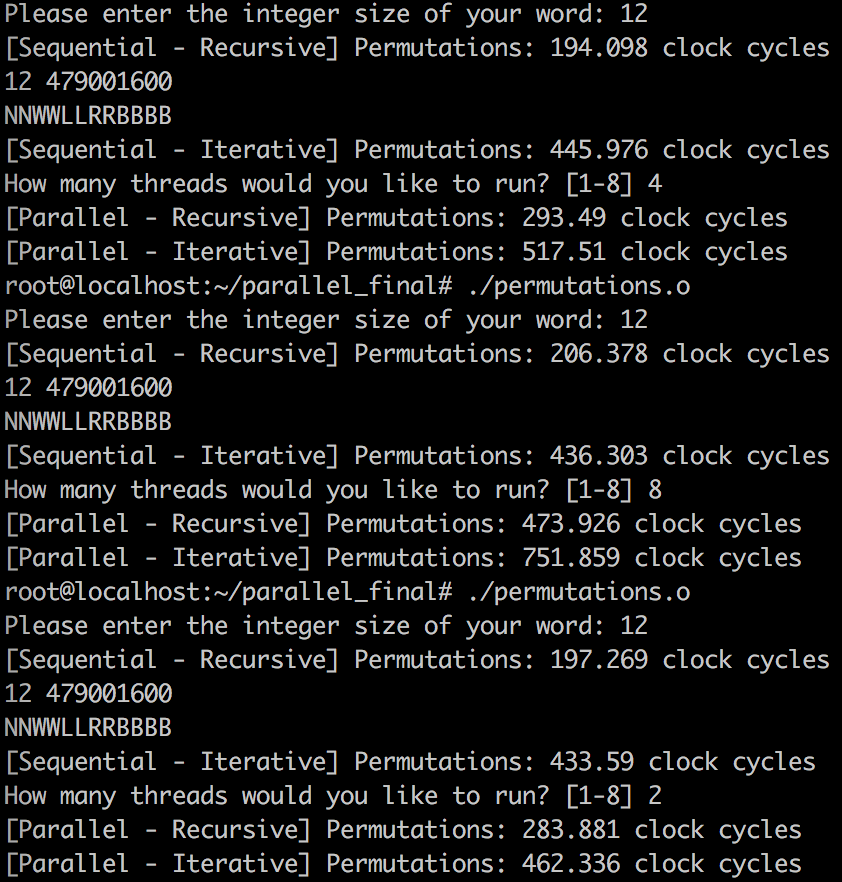 Please enter the integer size of your word: 12
[Sequential - Recursive] Permutations: 194.098 clock cycles
12 479001600
NNWWLLRRBBBB
[Sequential - Iterative] Permutations: 445.976 clock cycles
How many threads would you like to run? [1-8] 4
[Parallel - Recursive] Permutations: 293.49 clock cycles
[Parallel - Iterative] Permutations: 517.51 clock cycles
root@localhost:~/parallel_final# ./permutations.o
Please enter the integer size of your word: 12
[Sequential - Recursive] Permutations: 206.378 clock cycles
12 479001600
NNWWLLRRBBBB
[Sequential - Iterative] Permutations: 436.303 clock cycles
How many threads would you like to run? [1-8] 8
[Parallel - Recursive] Permutations: 473.926 clock cycles
[Parallel - Iterative] Permutations: 751.859 clock cycles
root@localhost:~/parallel_final# ./permutations.o
Please enter the integer size of your word: 12
[Sequential - Recursive] Permutations: 197.269 clock cycles
12 479001600
NNWWLLRRBBBB
[Sequential - Iterative] Permutations: 433.59 clock cycles
How many threads would you like to run? [1-8] 2
[Parallel - Recursive] Permutations: 283.881 clock cycles
[Parallel - Iterative] Permutations: 462.336 clock cycles